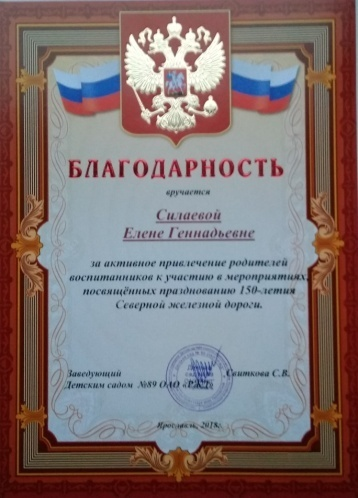 БЛАГОДАРНОСТЬ
вручается
Силаевой
Елене Геннадьевне
за активное привлечение родителей
воспитанников к участию в мероприятиях,
посвящённых празднованию 150-летия
Северной железной дороги.
Заведующий Свиткова С.В.
Детским садом №89 ОАО «РЖД»
Ярославль, 2018г.